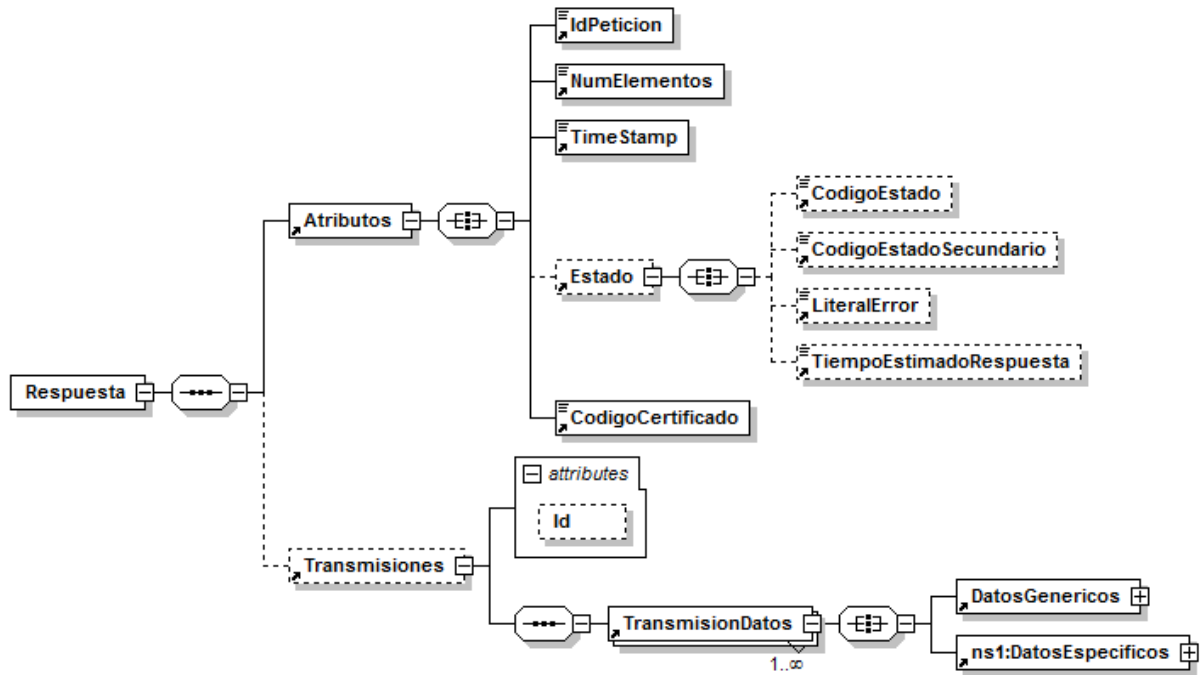 IdPeticion
NumElementos
TimeStamp
CodigoEstado
Atributos
CodigoEstadoSecundario
Estado
LiteralError
TiempoEstimadoRespuesta
Respuesta
CodigoCertificado
attributes
Id
Transmisiones
DatosGenericos
TransmisionDatos
ns1:DatosEspecificos
1..∞